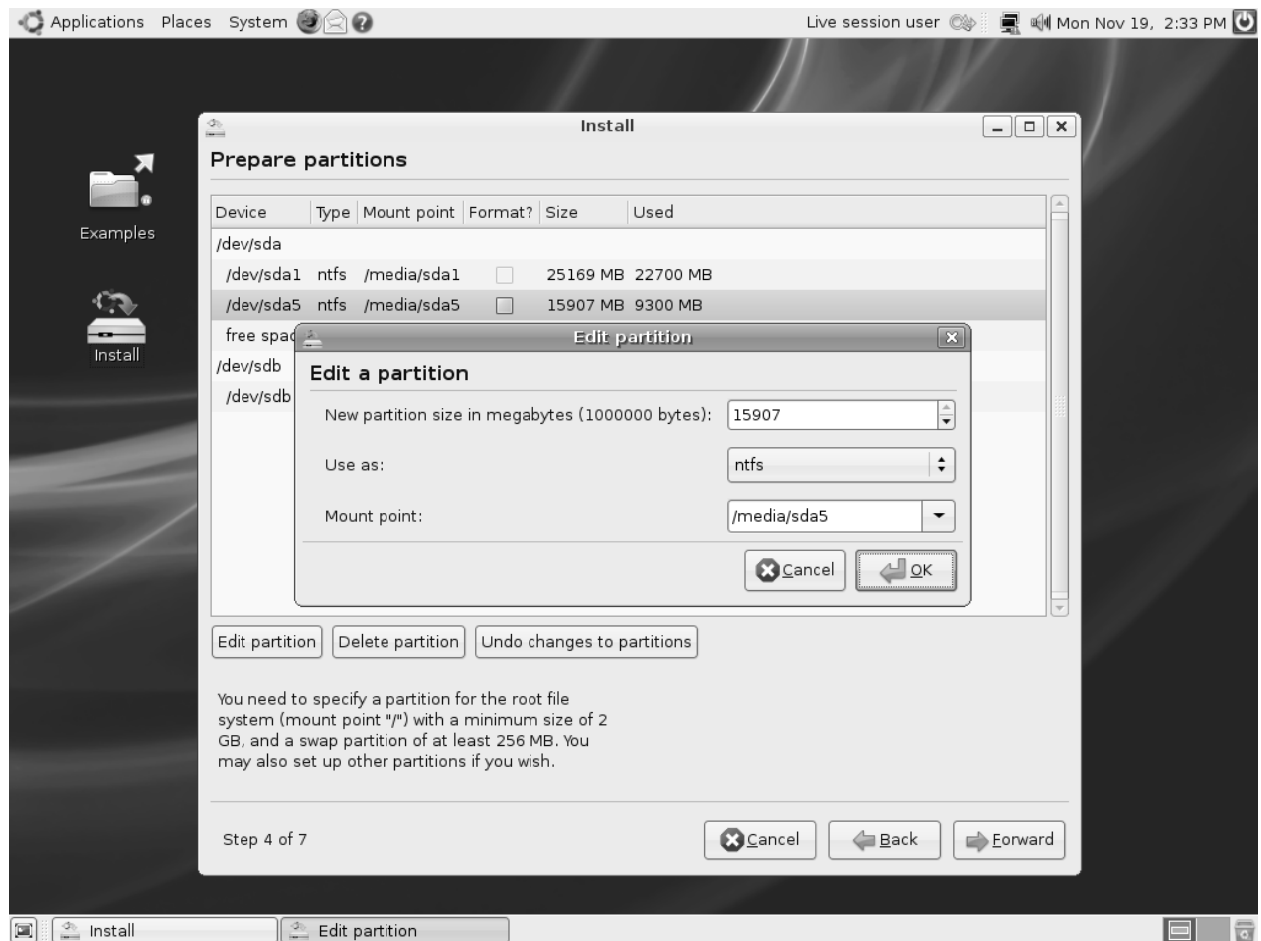 Applications Places System Live session user Mon Nov 19, 2:33 PM
Install
Prepare partitions
Device Type Mount point Format? Size Used
/dev/sda
/dev/sda1 ntfs /media/sda1 25169 MB 22700 MB
/dev/sda5 ntfs /media/sda5 15907 MB 9300 MB
free spac
/dev/sdb
/dev/sdb
Examples
Install
Edit partition
Edit a partition
New partition size in megabytes (1000000 bytes): 15907
Use as: ntfs
Mount point: /media/sda5
Cancel OK
Edit partition Delete partition Undo changes to partitions
You need to specify a partition for the root file
system (mount point "/") with a minimum size of 2
GB, and a swap partition of at least 256 MB. You
may also set up other partitions if you wish.
Step 4 of 7 Cancel Back Forward
Install Edit partition